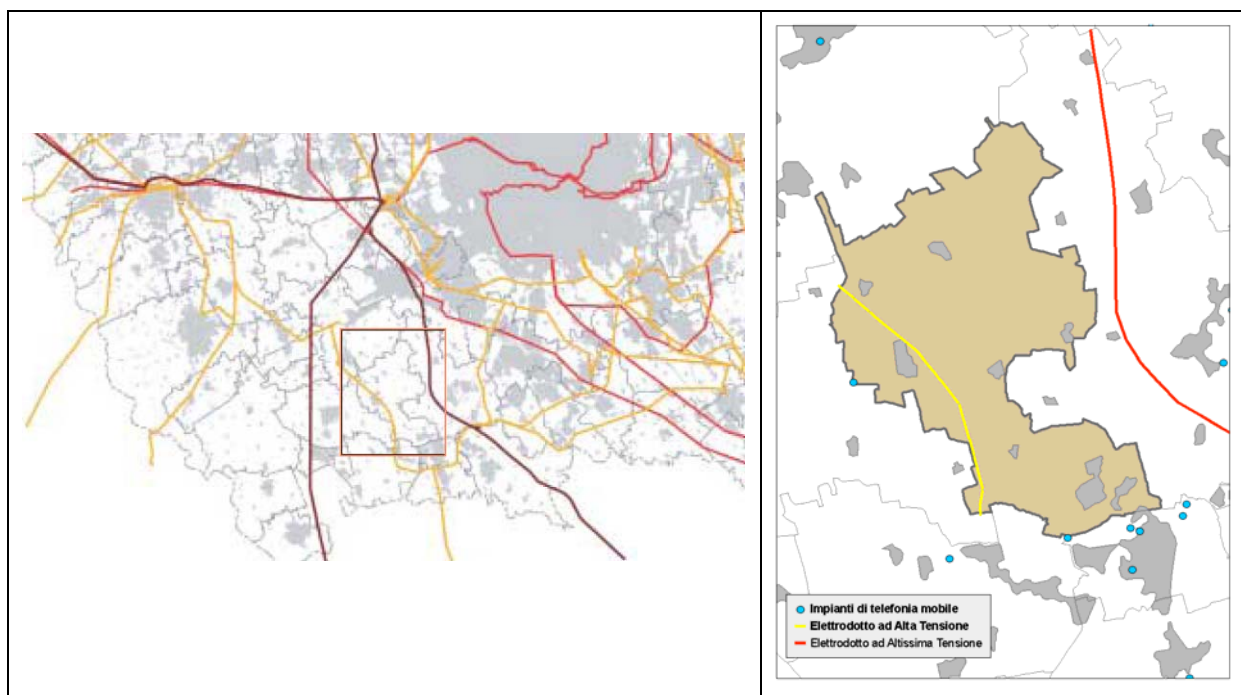 Impianti di telefonia mobile
Elettrodotto ad Alta Tensione
Elettrodotto ad Altissima Tensione